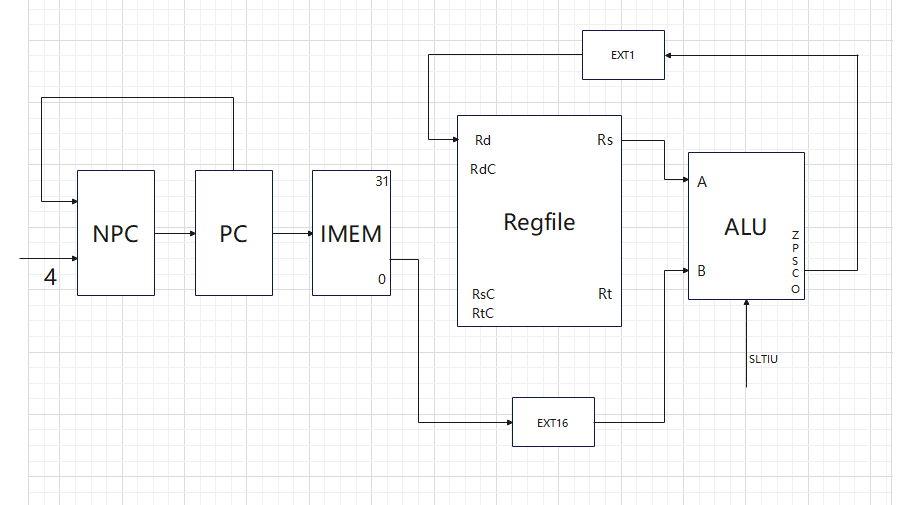 EXT1
Rd
Rs
RdC
31
A
NPC
PC
IMEM
Regfile
ALU
Z
P
S
C
O
4
0
B
RsC
Rt
RtC
SLTIU
EXT16